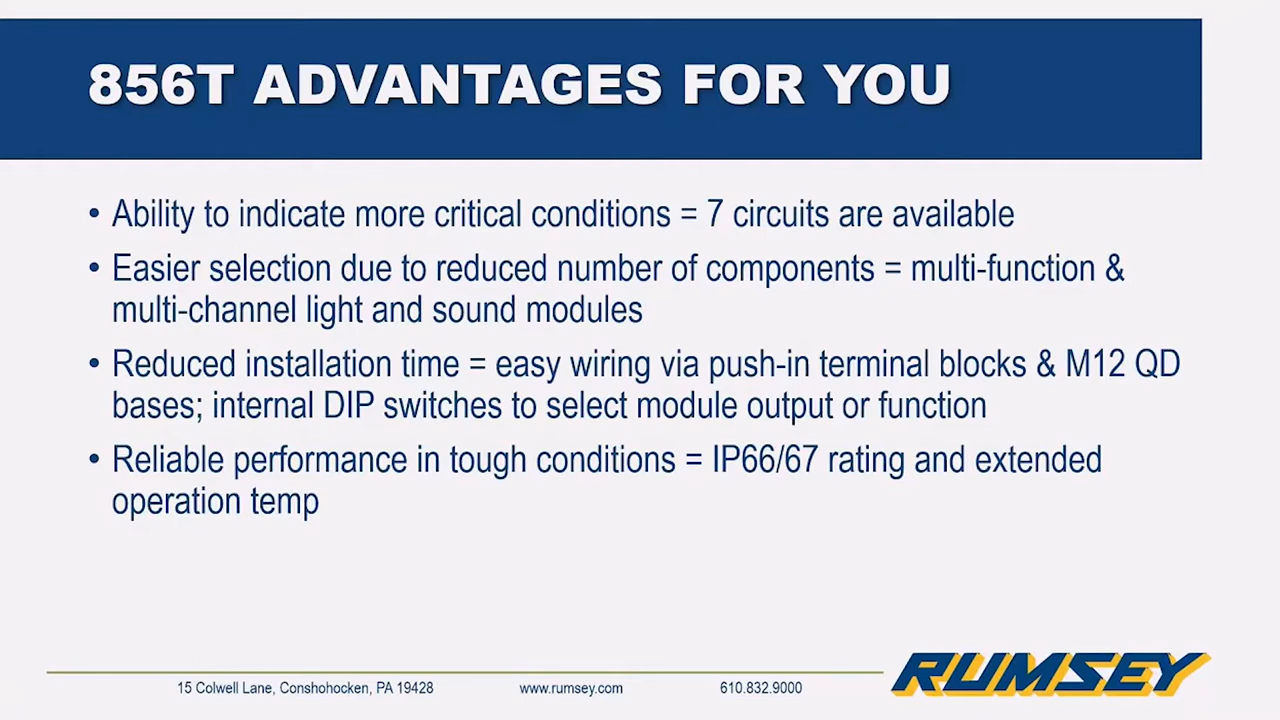 856T ADVANTAGES FOR YOU
• Ability to indicate more critical conditions = 7 circuits are available
• Easier selection due to reduced number of components = multi-function &
multi-channel light and sound modules
• Reduced installation time = easy wiring via push-in terminal blocks & M12 QD
bases; internal DIP switches to select module output or function
• Reliable performance in tough conditions = IP66/67 rating and extended
operation temp
15 Colwell Lane, Conshohocken, PA 19428 www.rumsey.com 610.832.9000
RUMSEY